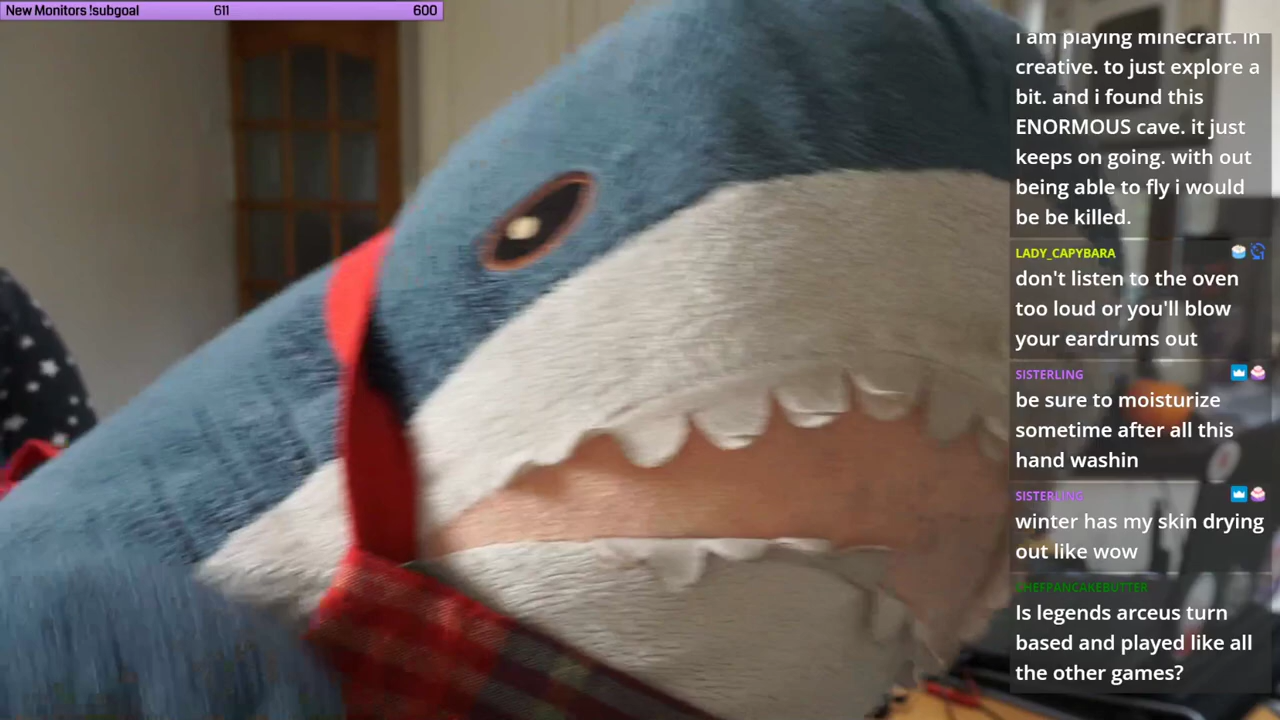 New Monitors !subgoal 611 600
I am playing minecraft. In
creative. to just explore a
bit. and i found this
ENORMOUS cave. it just
keeps on going. with out
being able to fly i would
be be killed.
LADY_CAPYBARA
don't listen to the oven
too loud or you'll blow
your eardrums out
SISTERLING
be sure to moisturize
sometime after all this
hand washin
SISTERLING
winter has my skin drying
out like wow
CHEFPANCAKEBUTTER
Is legends arceus turn
based and played like all
the other games?